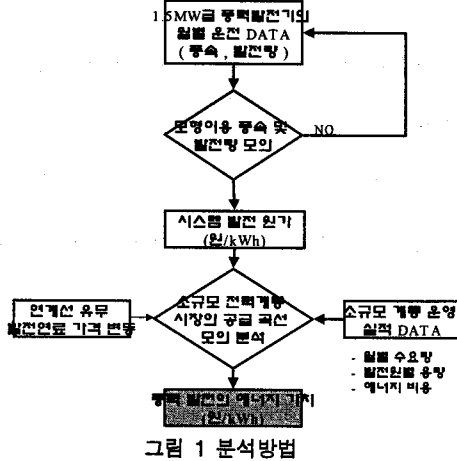 1.5MW급 풍력발전기의
월별 운전 DATA
( 풍속 , 발전량 )
모형이용 풍속 및
발전량 모의
NO
시스템 발전 원가
(원/kWh)
연계선 유무
발전연료 가격 변동
소규모 전력계통
시장의 공급 곡선
모의 분석
소규모 계통 운영
실적 DATA
- 월별 수요량
- 발전원별 용량
- 에너지 비용
풍력 발전의 에너지 가치
(원/kWh)
그림 1 분석방법